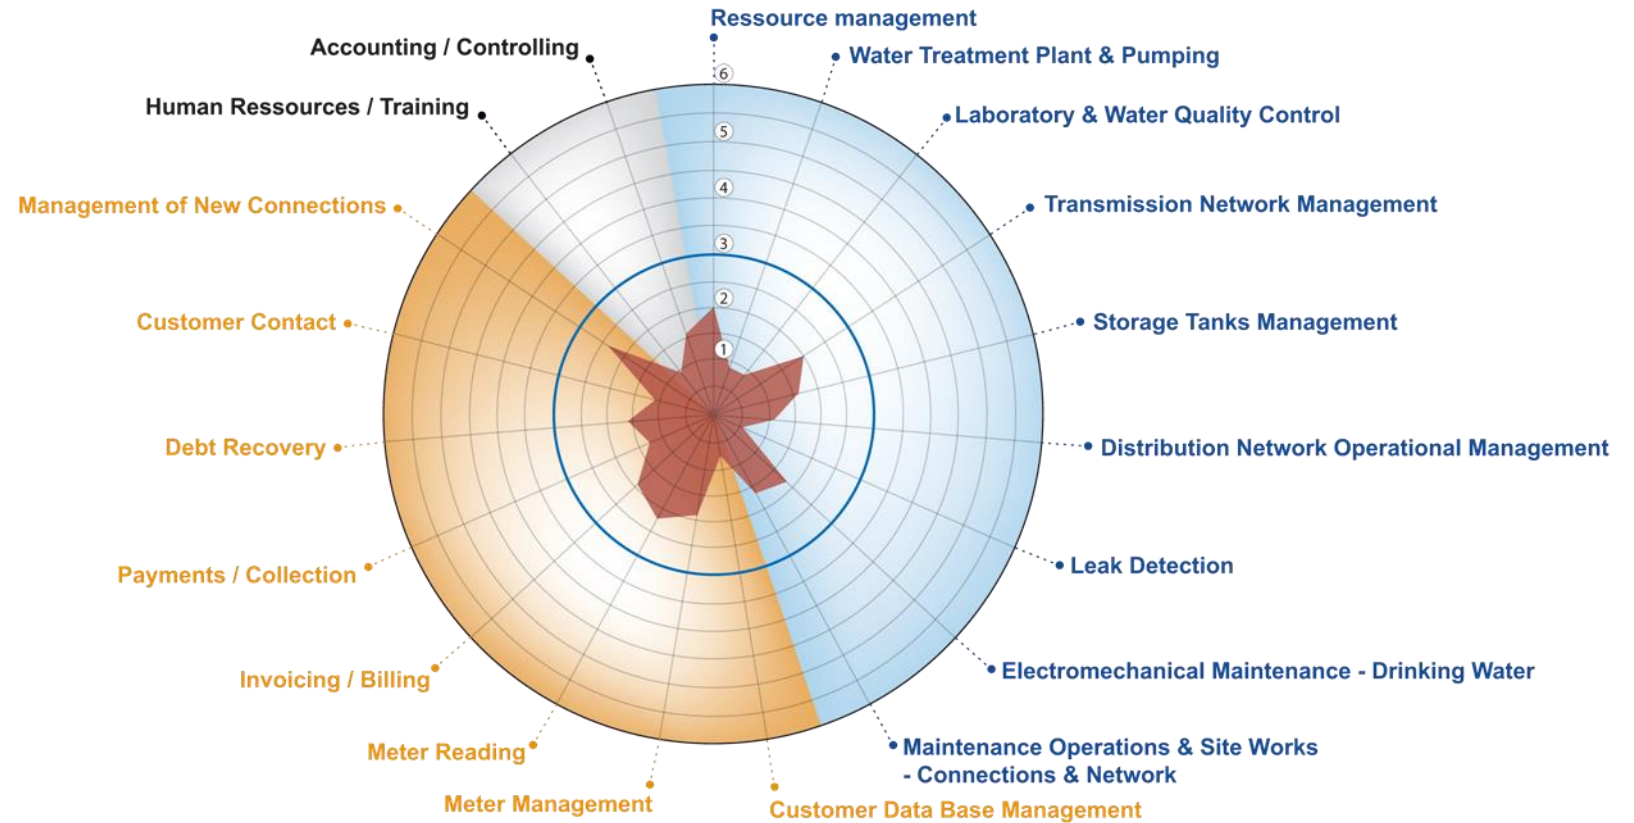 Ressource management
Accounting / Controlling
Water Treatment Plant & Pumping
6
Human Ressources / Training
Laboratory & Water Quality Control
5
4
Management of New Connections
Transmission Network Management
3
2
Customer Contact
Storage Tanks Management
1
Debt Recovery
Distribution Network Operational Management
Payments / Collection
Leak Detection
Invoicing / Billing
Electromechanical Maintenance - Drinking Water
Meter Reading
Maintenance Operations & Site Works
- Connections & Network
Meter Management
Customer Data Base Management